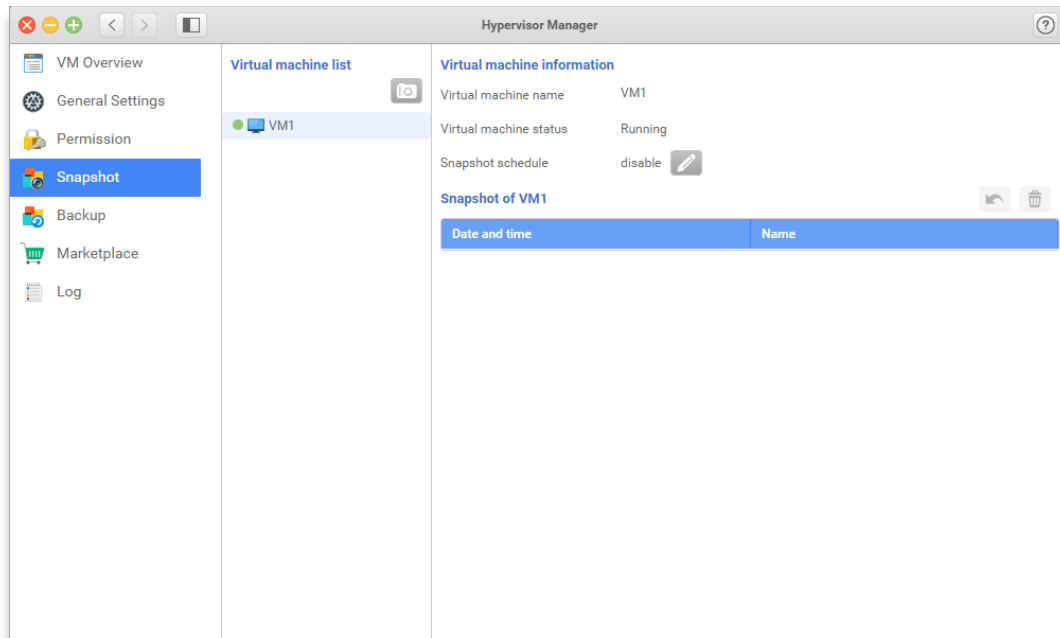 Hypervisor Manager
?
VM Overview
General Settings
Permission
Snapshot
Backup
Marketplace
Log
Virtual machine list
VM1
Virtual machine information
Virtual machine name VM1
Virtual machine status Running
Snapshot schedule disable
Snapshot of VM1
Date and time Name